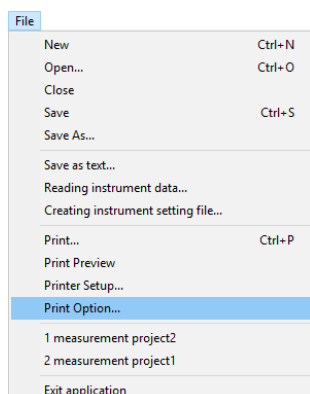 File
New Ctrl+N
Open... Ctrl+O
Close
Save Ctrl+S
Save As...
Save as text...
Reading instrument data...
Creating instrument setting file...
Print... Ctrl+P
Print Preview
Printer Setup...
Print Option...
1 measurement project2
2 measurement project1
Exit application